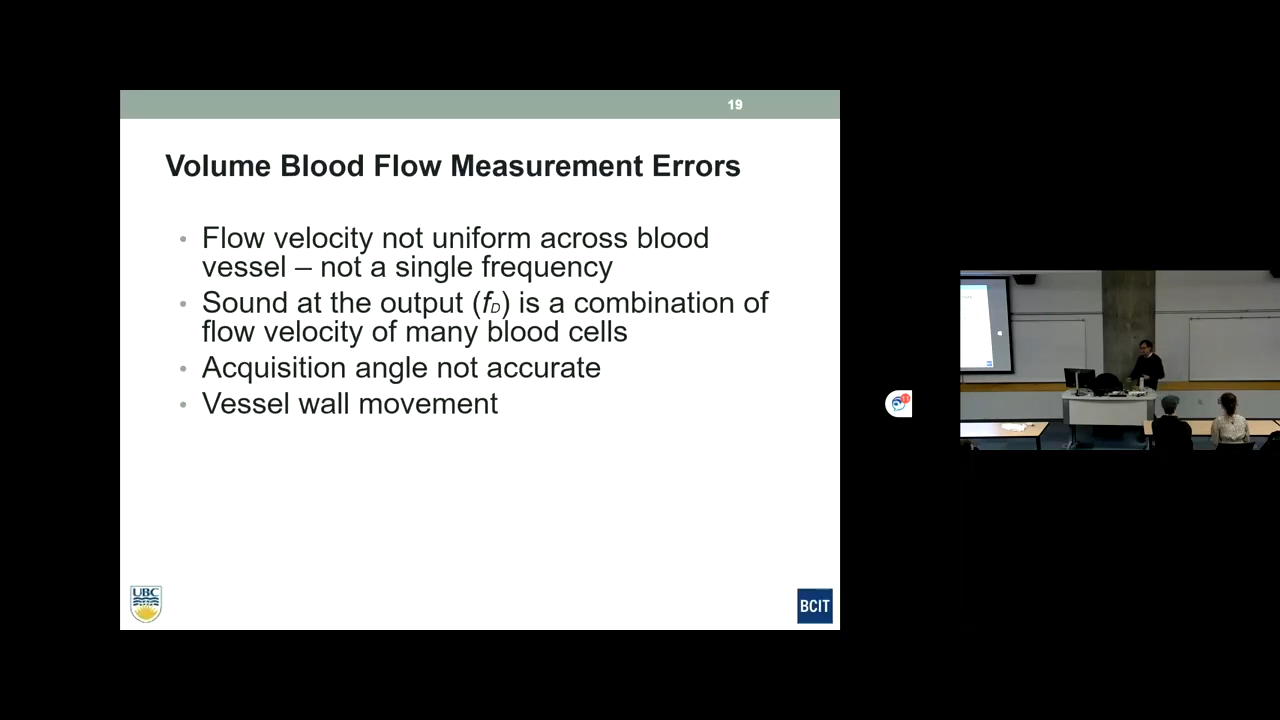 19
Volume Blood Flow Measurement Errors
• Flow velocity not uniform across blood
vessel – not a single frequency
• Sound at the output (fD) is a combination of
flow velocity of many blood cells
• Acquisition angle not accurate
• Vessel wall movement
UBC
BCIT